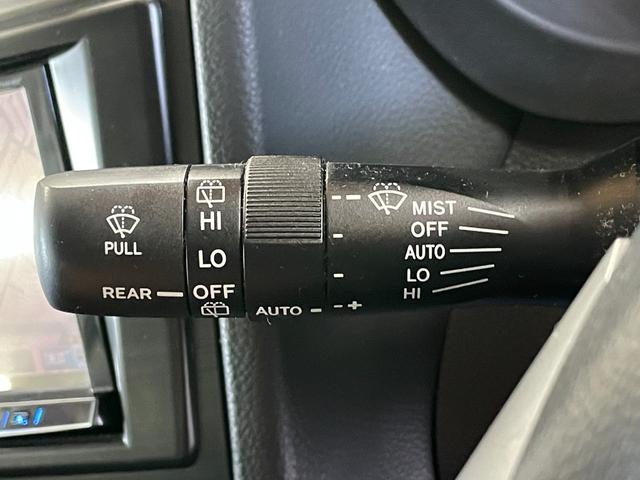 PULL
REAR
HI
LO
OFF
AUTO
- +
MIST
OFF
AUTO
LO
HI